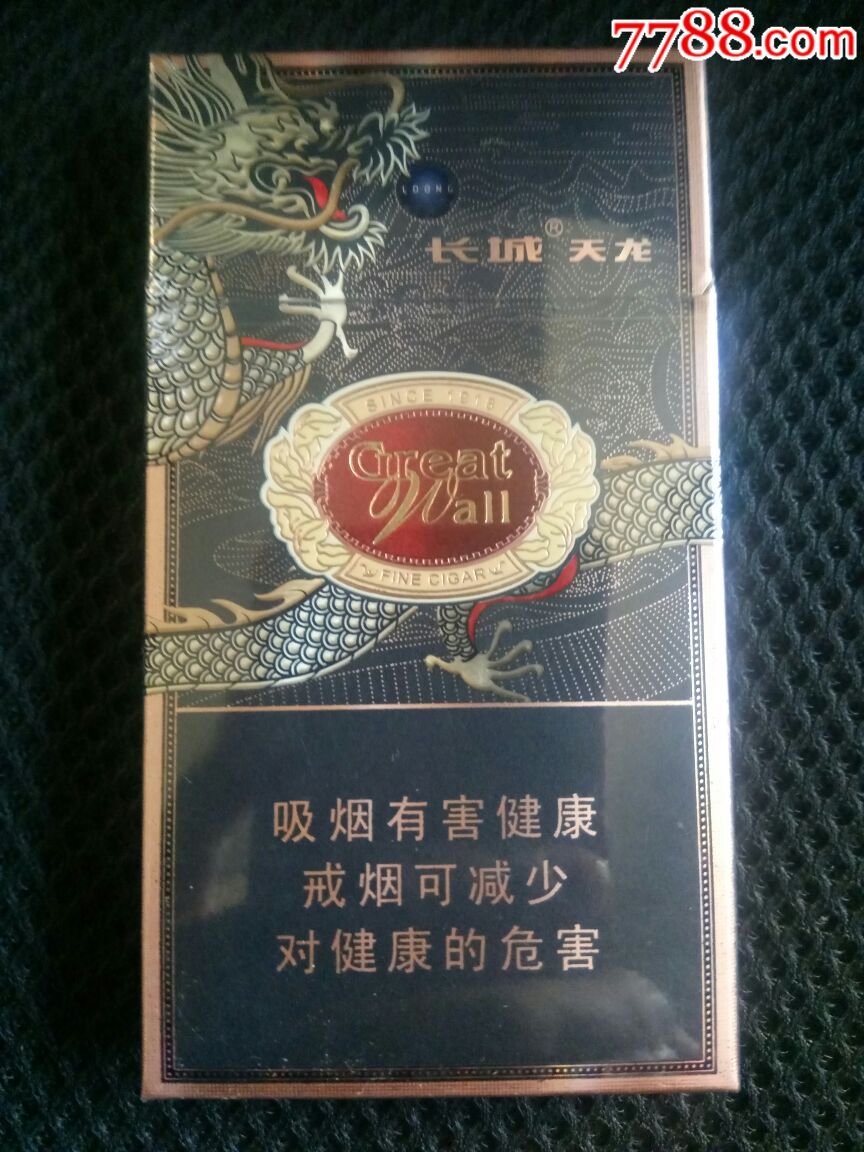 7788.com
LOONG
长城® 天龙
SINCE 1918
Great
Wall
FINE CIGAR
吸烟有害健康
戒烟可减少
对健康的危害